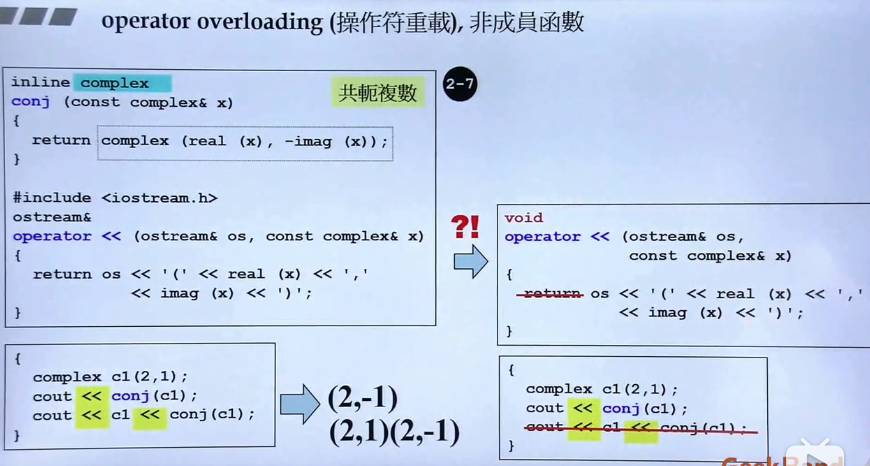 operator overloading (操作符重載), 非成員函數
inline complex
conj (const complex& x)
{
return complex (real (x), -imag (x));
}
共軛複數
2-7
#include <iostream.h>
ostream&
operator << (ostream& os, const complex& x)
{
return os << '(' << real (x) << ','
<< imag (x) << ')';
}
?!
void
operator << (ostream& os,
const complex& x)
{
return os << '(' << real (x) << ','
<< imag (x) << ')';
}
{
complex c1(2,1);
cout << conj(c1);
cout << c1 << conj(c1);
}
(2,-1)
(2,1)(2,-1)
{
complex c1(2,1);
cout << conj(c1);
cout << c1 << conj(c1);
}